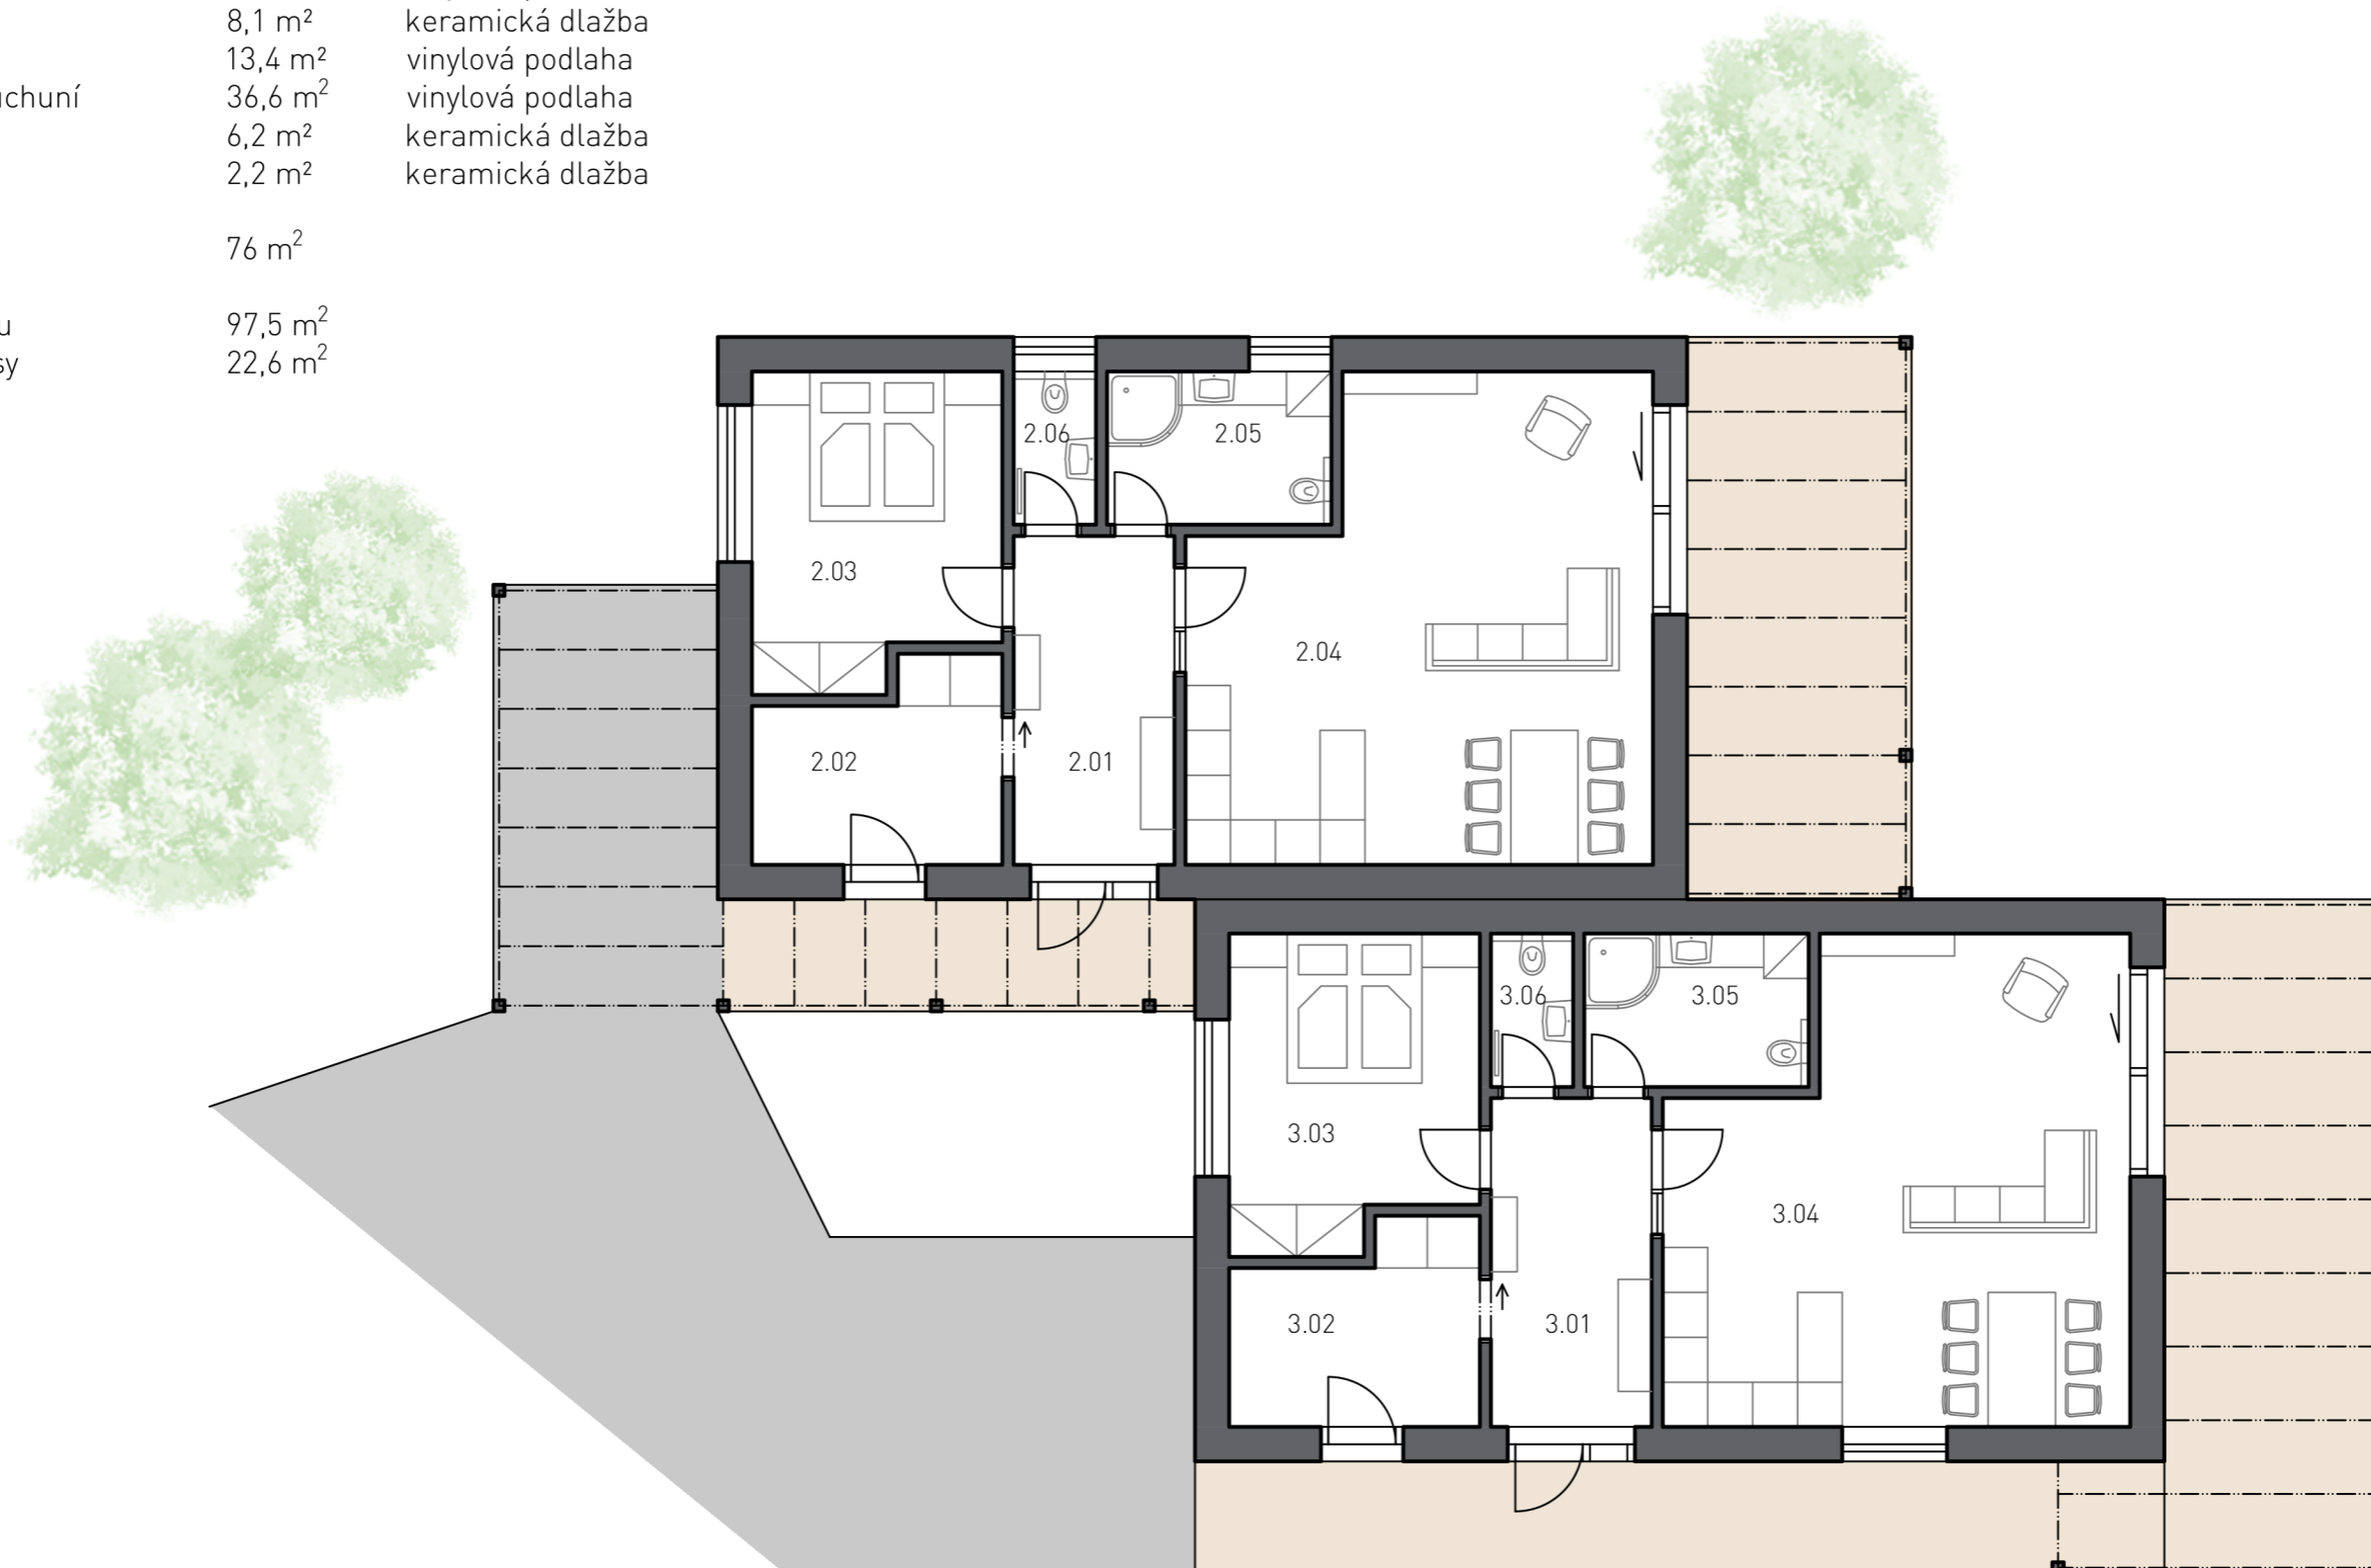 8,1 m² keramická dlažba
13,4 m² vinylová podlaha
uchuní 36,6 m² vinylová podlaha
6,2 m² keramická dlažba
2,2 m² keramická dlažba
76 m²
u 97,5 m²
sy 22,6 m²
2.06
2.05
2.03
2.04
2.02
2.01
3.06
3.05
3.03
3.04
3.02
3.01